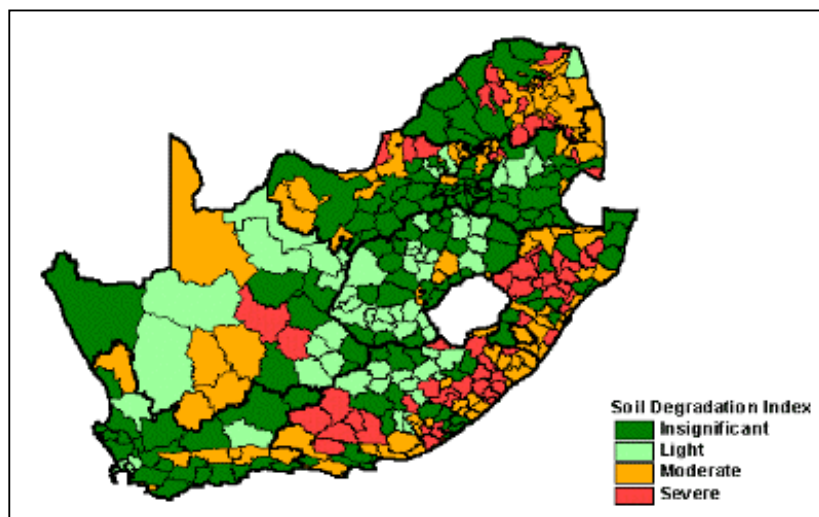 Soil Degradation Index
Insignificant
Light
Moderate
Severe